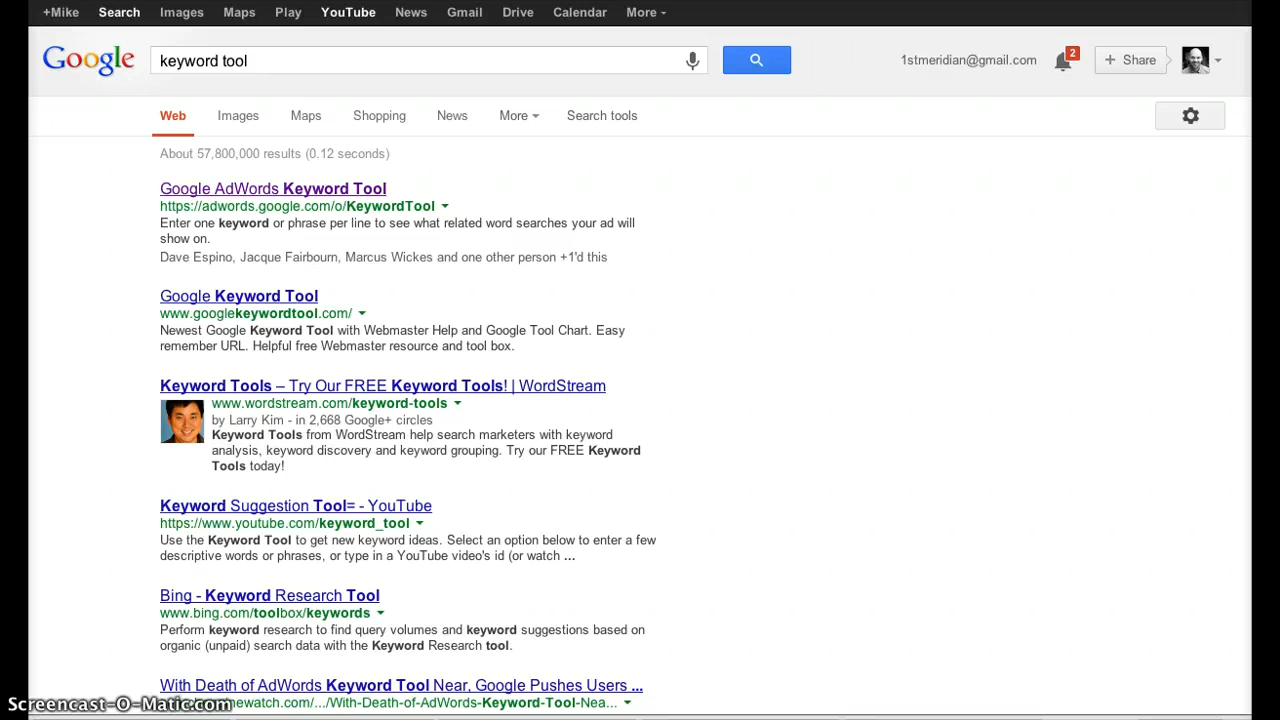 +Mike Search Images Maps Play YouTube News Gmail Drive Calendar More
Google keyword tool 1stmeridian@gmail.com 2 + Share
Web Images Maps Shopping News More Search tools
About 57,800,000 results (0.12 seconds)
Google AdWords Keyword Tool
https://adwords.google.com/o/KeywordTool
Enter one keyword or phrase per line to see what related word searches your ad will
show on.
Dave Espino, Jacque Fairbourn, Marcus Wickes and one other person +1'd this
Google Keyword Tool
www.googlekeywordtool.com/
Newest Google Keyword Tool with Webmaster Help and Google Tool Chart. Easy
remember URL. Helpful free Webmaster resource and tool box.
Keyword Tools – Try Our FREE Keyword Tools! | WordStream
www.wordstream.com/keyword-tools
by Larry Kim - in 2,668 Google+ circles
Keyword Tools from WordStream help search marketers with keyword
analysis, keyword discovery and keyword grouping. Try our FREE Keyword
Tools today!
Keyword Suggestion Tool= - YouTube
https://www.youtube.com/keyword_tool
Use the Keyword Tool to get new keyword ideas. Select an option below to enter a few
descriptive words or phrases, or type in a YouTube video's id (or watch ...
Bing - Keyword Research Tool
www.bing.com/toolbox/keywords
Perform keyword research to find query volumes and keyword suggestions based on
organic (unpaid) search data with the Keyword Research tool.
With Death of AdWords Keyword Tool Near, Google Pushes Users ...
newatch.com/.../With-Death-of-AdWords-Keyword-Tool-Nea...
Screencast-O-Matic.com